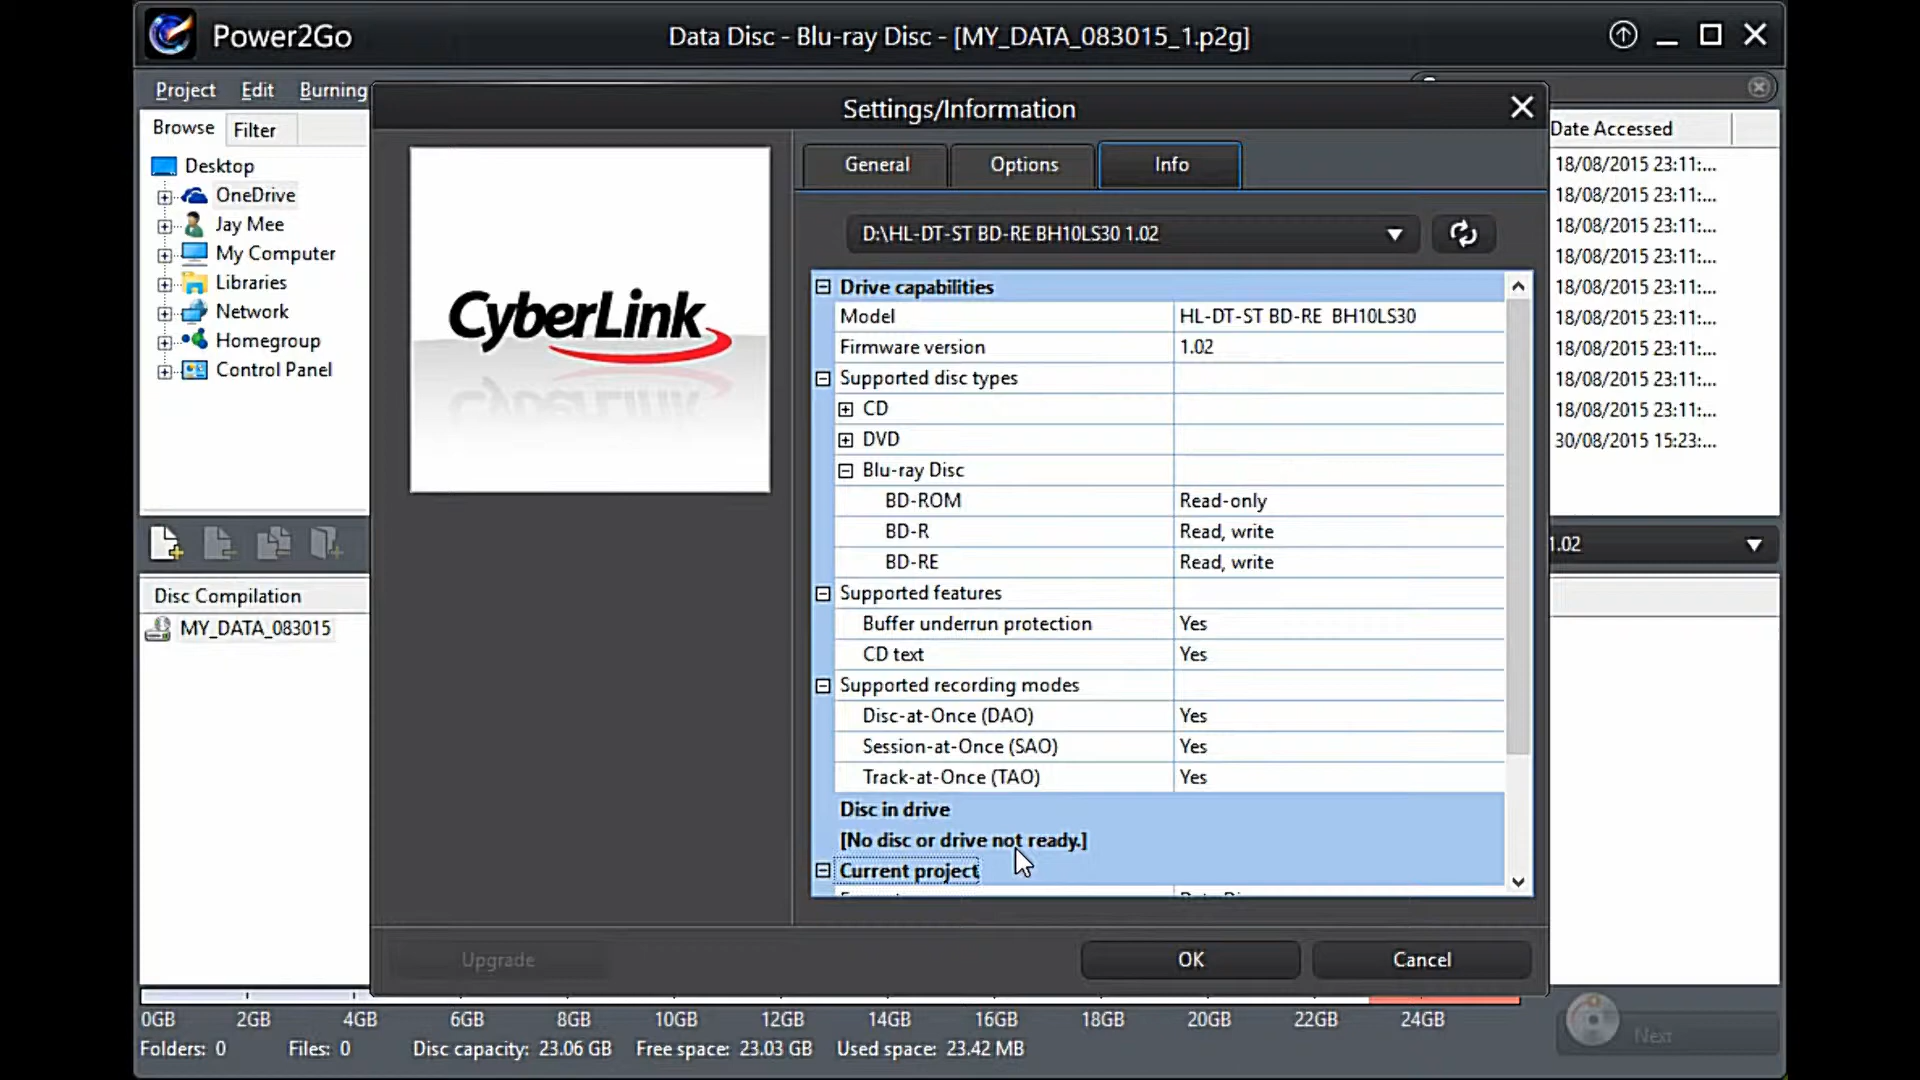 Power2Go
Data Disc - Blu-ray Disc - [MY_DATA_083015_1.p2g]
Project Edit Burning
Settings/Information
Browse Filter
Desktop
OneDrive
Jay Mee
My Computer
Libraries
Network
Homegroup
Control Panel
CyberLink
General Options Info
D:\HL-DT-ST BD-RE BH10LS30 1.02
Drive capabilities
Model HL-DT-ST BD-RE BH10LS30
Firmware version 1.02
Supported disc types
CD
DVD
Blu-ray Disc
BD-ROM Read-only
BD-R Read, write
BD-RE Read, write
Supported features
Buffer underrun protection Yes
CD text Yes
Supported recording modes
Disc-at-Once (DAO) Yes
Session-at-Once (SAO) Yes
Track-at-Once (TAO) Yes
Disc in drive
[No disc or drive not ready.]
Current project
Upgrade OK Cancel
Date Accessed
18/08/2015 23:11:...
18/08/2015 23:11:...
18/08/2015 23:11:...
18/08/2015 23:11:...
18/08/2015 23:11:...
18/08/2015 23:11:...
18/08/2015 23:11:...
18/08/2015 23:11:...
18/08/2015 23:11:...
30/08/2015 15:23:...
1.02
Disc Compilation
MY_DATA_083015
0GB 2GB 4GB 6GB 8GB 10GB 12GB 14GB 16GB 18GB 20GB 22GB 24GB
Folders: 0 Files: 0 Disc capacity: 23.06 GB Free space: 23.03 GB Used space: 23.42 MB
Next